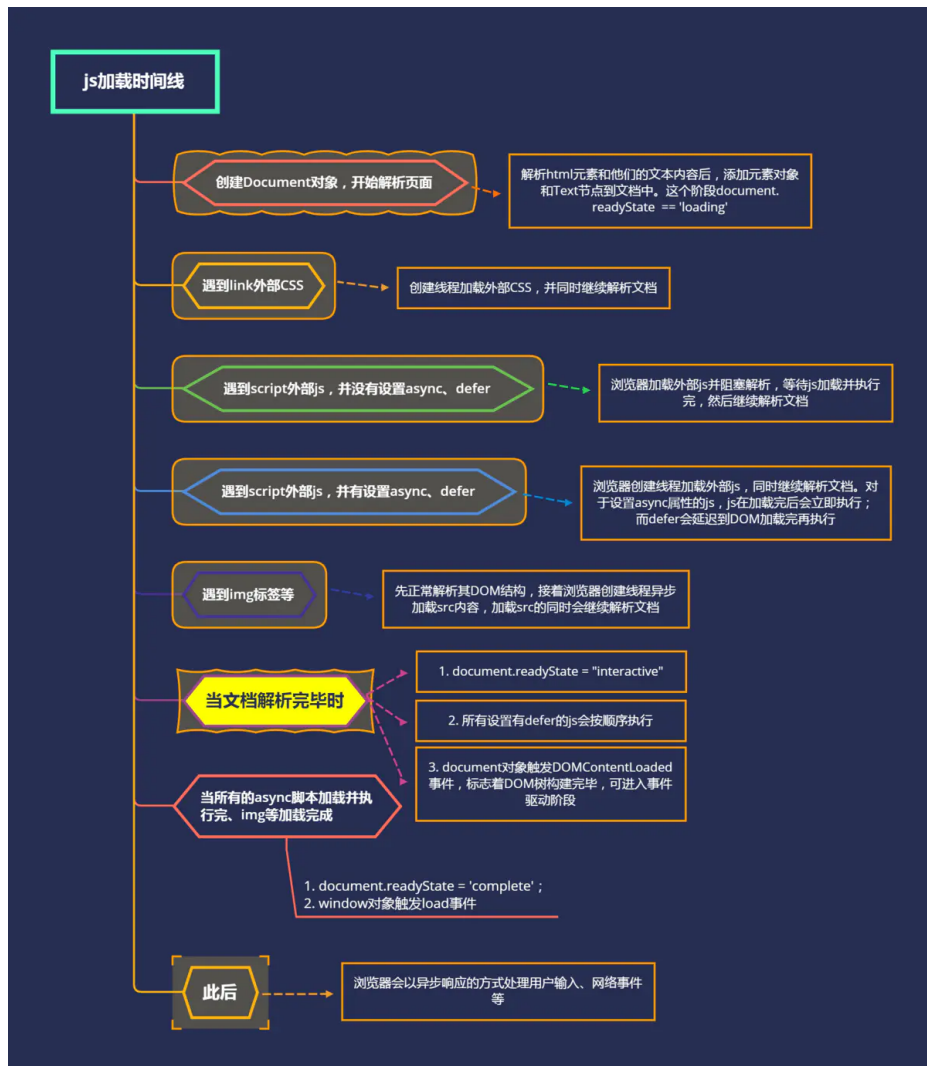 js加载时间线
创建Document对象，开始解析页面
解析html元素和他们的文本内容后，添加元素对象
和Text节点到文档中。这个阶段document.
readyState == 'loading'
遇到link外部CSS
创建线程加载外部CSS，并同时继续解析文档
遇到script外部js，并没有设置async、defer
浏览器加载外部js并阻塞解析，等待js加载并执行
完，然后继续解析文档
遇到script外部js，并有设置async、defer
浏览器创建线程加载外部js，同时继续解析文档。对
于设置async属性的js，js在加载完后会立即执行；
而defer会延迟到DOM加载完再执行
遇到img标签等
先正常解析其DOM结构，接着浏览器创建线程异步
加载src内容，加载src的同时会继续解析文档
当文档解析完毕时
1. document.readyState = "interactive"
2. 所有设置有defer的js会按顺序执行
3. document对象触发DOMContentLoaded
事件，标志着DOM树构建完毕，可进入事件
驱动阶段
当所有的async脚本加载并执
行完、img等加载完成
1. document.readyState = 'complete'；
2. window对象触发load事件
此后
浏览器会以异步响应的方式处理用户输入、网络事件
等